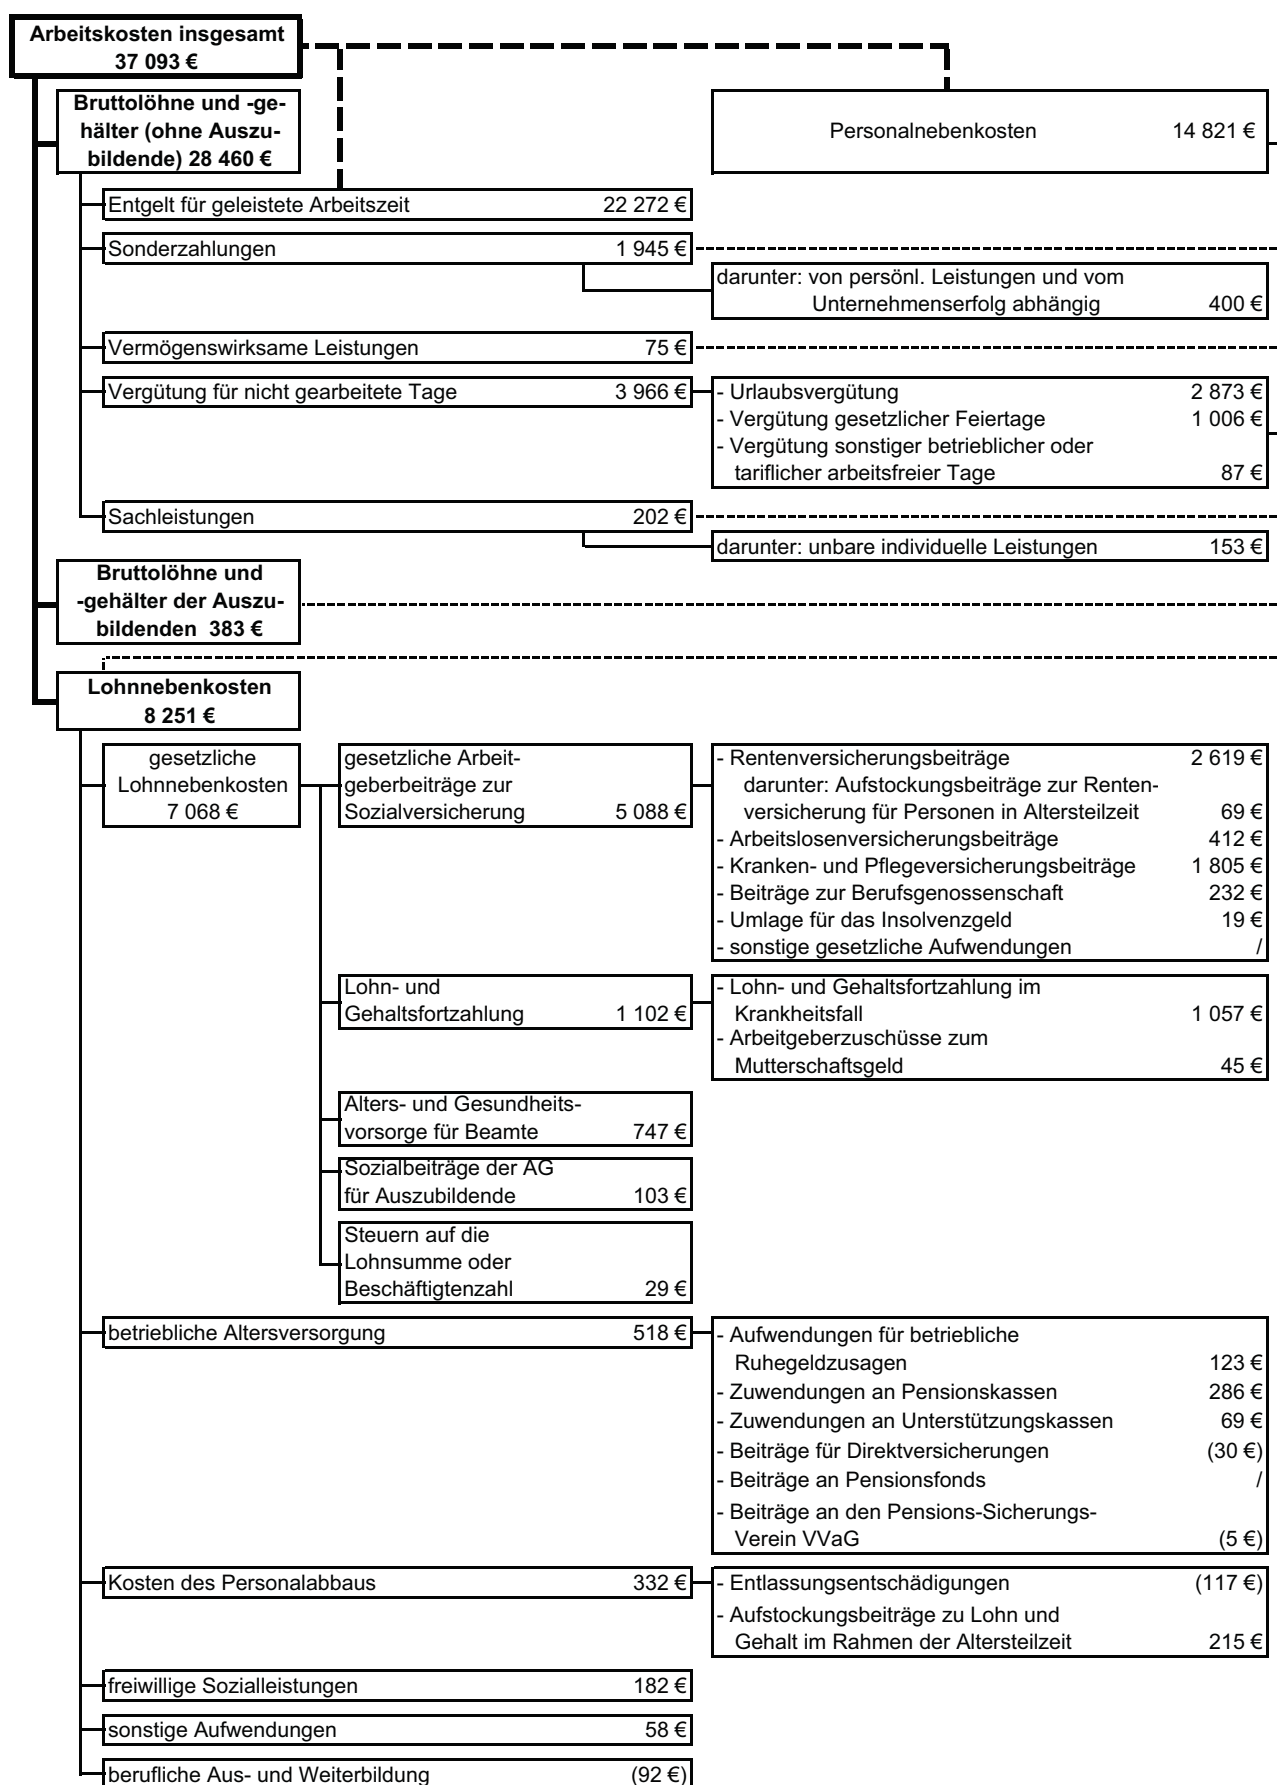 Arbeitskosten insgesamt
37 093 €
Bruttolöhne und -ge-
hälter (ohne Auszu-
bildende) 28 460 €
Personalnebenkosten 14 821 €
Entgelt für geleistete Arbeitszeit 22 272 €
Sonderzahlungen 1 945 €
darunter: von persönl. Leistungen und vom
Unternehmenserfolg abhängig 400 €
Vermögenswirksame Leistungen 75 €
Vergütung für nicht gearbeitete Tage 3 966 €
- Urlaubsvergütung 2 873 €
- Vergütung gesetzlicher Feiertage 1 006 €
- Vergütung sonstiger betrieblicher oder
tariflicher arbeitsfreier Tage 87 €
Sachleistungen 202 €
darunter: unbare individuelle Leistungen 153 €
Bruttolöhne und
-gehälter der Auszu-
bildenden 383 €
Lohnnebenkosten
8 251 €
gesetzliche
Lohnnebenkosten
7 068 €
gesetzliche Arbeit-
geberbeiträge zur
Sozialversicherung 5 088 €
- Rentenversicherungsbeiträge 2 619 €
darunter: Aufstockungsbeiträge zur Renten-
versicherung für Personen in Altersteilzeit 69 €
- Arbeitslosenversicherungsbeiträge 412 €
- Kranken- und Pflegeversicherungsbeiträge 1 805 €
- Beiträge zur Berufsgenossenschaft 232 €
- Umlage für das Insolvenzgeld 19 €
- sonstige gesetzliche Aufwendungen /
Lohn- und
Gehaltsfortzahlung 1 102 €
- Lohn- und Gehaltsfortzahlung im
Krankheitsfall 1 057 €
- Arbeitgeberzuschüsse zum
Mutterschaftsgeld 45 €
Alters- und Gesundheits-
vorsorge für Beamte 747 €
Sozialbeiträge der AG
für Auszubildende 103 €
Steuern auf die
Lohnsumme oder
Beschäftigtenzahl 29 €
betriebliche Altersversorgung 518 €
- Aufwendungen für betriebliche
Ruhegeldzusagen 123 €
- Zuwendungen an Pensionskassen 286 €
- Zuwendungen an Unterstützungskassen 69 €
- Beiträge für Direktversicherungen (30 €)
- Beiträge an Pensionsfonds /
- Beiträge an den Pensions-Sicherungs-
Verein VVaG (5 €)
Kosten des Personalabbaus 332 €
- Entlassungsentschädigungen (117 €)
- Aufstockungsbeiträge zu Lohn und
Gehalt im Rahmen der Altersteilzeit 215 €
freiwillige Sozialleistungen 182 €
sonstige Aufwendungen 58 €
berufliche Aus- und Weiterbildung (92 €)